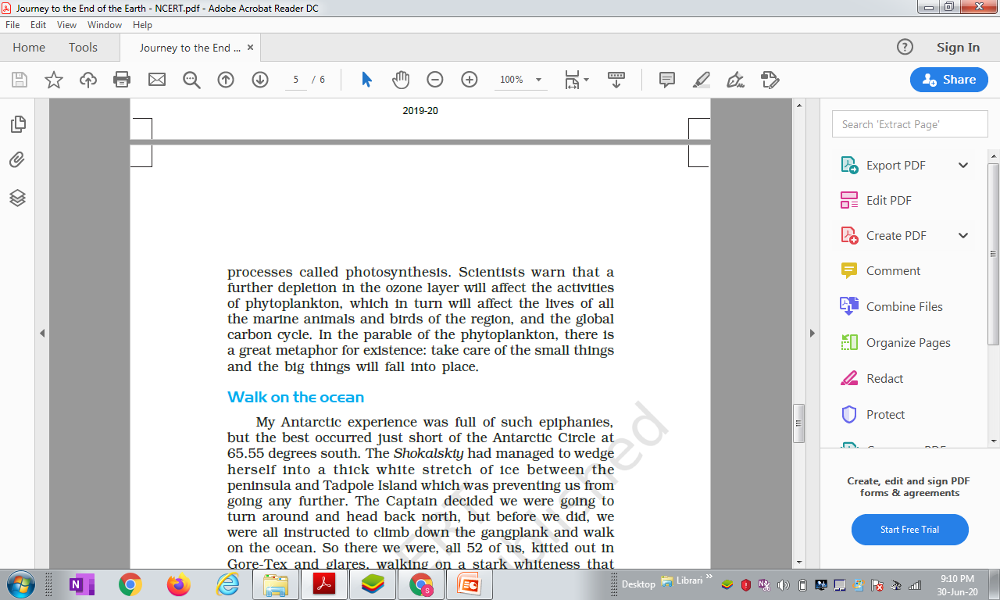 Journey to the End of the Earth - NCERT.pdf - Adobe Acrobat Reader DC
File Edit View Window Help
Home Tools Journey to the End ... × Sign In
5 / 6 100% Share
2019-20
processes called photosynthesis. Scientists warn that a
further depletion in the ozone layer will affect the activities
of phytoplankton, which in turn will affect the lives of all
the marine animals and birds of the region, and the global
carbon cycle. In the parable of the phytoplankton, there is
a great metaphor for existence: take care of the small things
and the big things will fall into place.
Walk on the ocean
My Antarctic experience was full of such epiphanies,
but the best occurred just short of the Antarctic Circle at
65.55 degrees south. The Shokalskiy had managed to wedge
herself into a thick white stretch of ice between the
peninsula and Tadpole Island which was preventing us from
going any further. The Captain decided we were going to
turn around and head back north, but before we did, we
were all instructed to climb down the gangplank and walk
on the ocean. So there we were, all 52 of us, kitted out in
Gore-Tex and glares, walking on a stark whiteness that
Search 'Extract Page'
Export PDF
Edit PDF
Create PDF
Comment
Combine Files
Organize Pages
Redact
Protect
Create, edit and sign PDF
forms & agreements
Start Free Trial
Desktop Librari »
9:10 PM
30-Jun-20